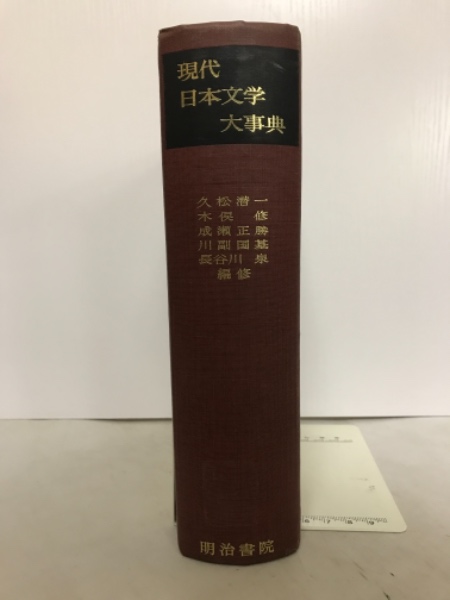 現代
日本文学
大事典
久松潜一
木俣修
成瀬正勝
川副国基
長谷川泉
編修
明治書院